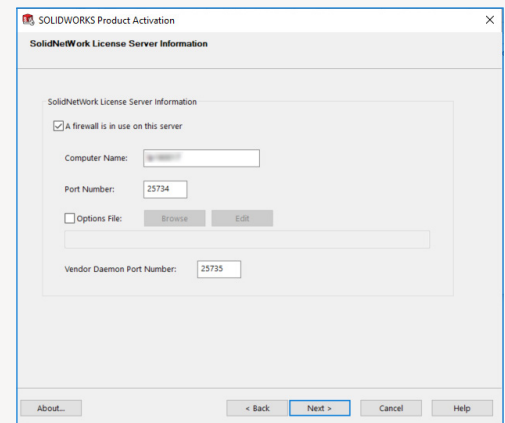 SOLIDWORKS Product Activation
SolidNetWork License Server Information
SolidNetWork License Server Information
A firewall is in use on this server
Computer Name:
Port Number: 25734
Options File: Browse Edit
Vendor Daemon Port Number: 25735
About... < Back Next > Cancel Help